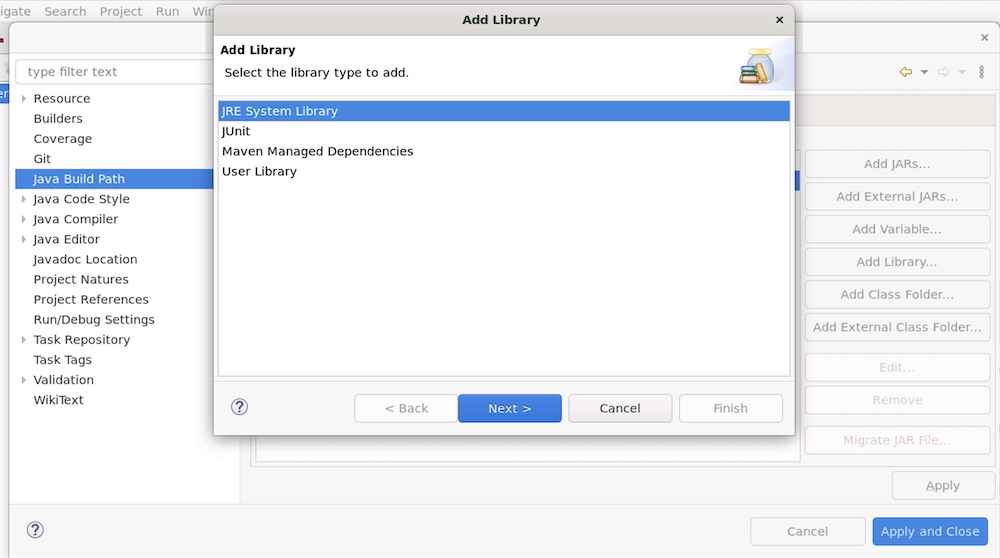 Search Project Run
Add Library
Add Library
Select the library type to add.
type filter text
JRE System Library
JUnit
Maven Managed Dependencies
User Library
Resource
Builders
Coverage
Git
Java Build Path
Java Code Style
Java Compiler
Java Editor
Javadoc Location
Project Natures
Project References
Run/Debug Settings
Task Repository
Task Tags
Validation
WikiText
Add JARs...
Add External JARs...
Add Variable...
Add Library...
Add Class Folder...
Add External Class Folder...
Edit...
Remove
Migrate JAR File...
< Back Next > Cancel Finish
Apply
Cancel Apply and Close